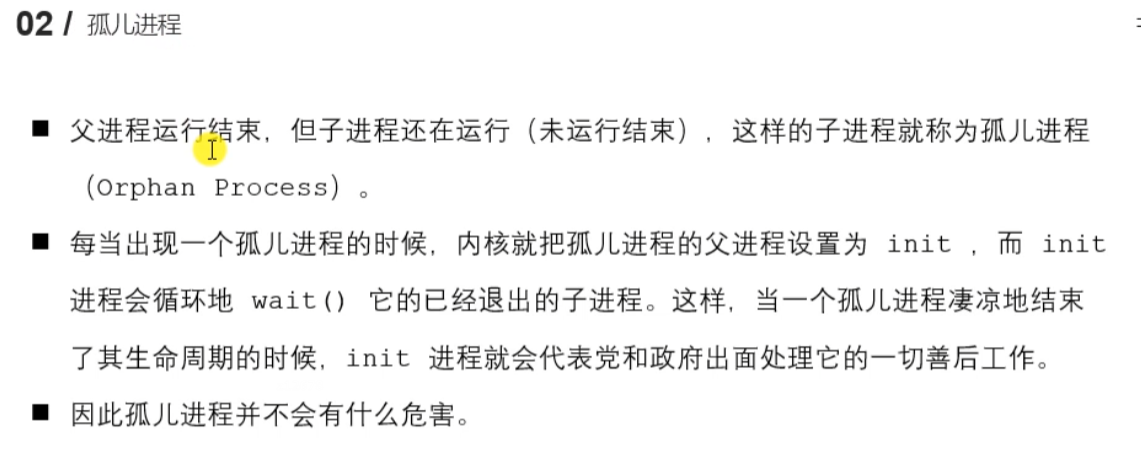 02 / 孤儿进程
■ 父进程运行结束，但子进程还在运行（未运行结束），这样的子进程就称为孤儿进程
（Orphan Process）。
■ 每当出现一个孤儿进程的时候，内核就把孤儿进程的父进程设置为 init ，而 init
进程会循环地 wait() 它的已经退出的子进程。这样，当一个孤儿进程凄凉地结束
了其生命周期的时候，init 进程就会代表党和政府出面处理它的一切善后工作。
■ 因此孤儿进程并不会有什么危害。